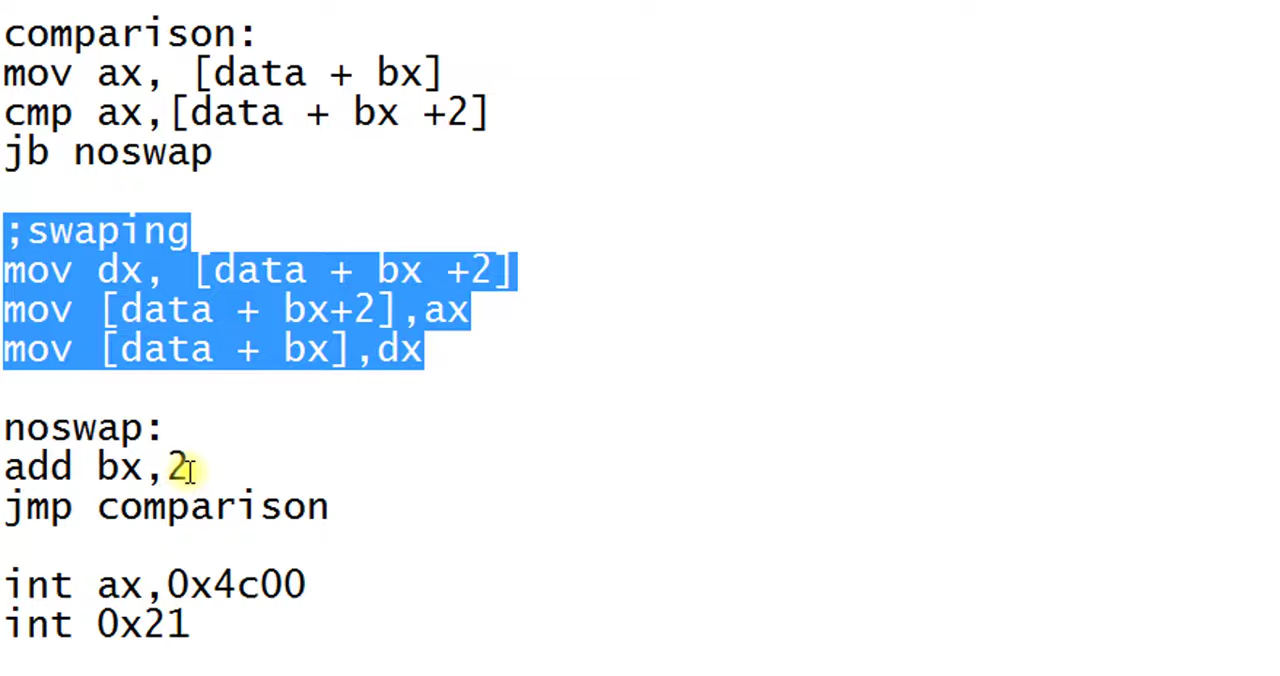 comparison:
mov ax, [data + bx]
cmp ax,[data + bx +2]
jb noswap
;swaping
mov dx, [data + bx +2]
mov [data + bx+2],ax
mov [data + bx],dx
noswap:
add bx,2
jmp comparison
int ax,0x4c00
int 0x21